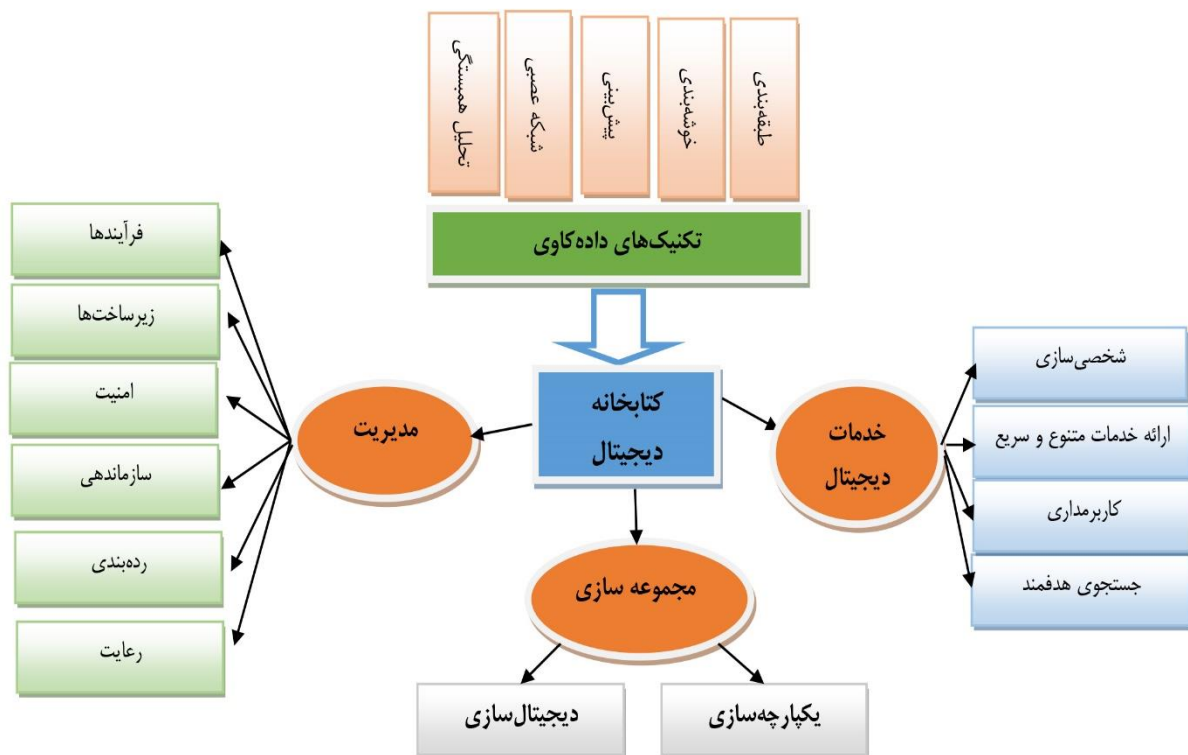 طبقه‌بندی
خوشه‌بندی
پیش‌بینی
شبکه عصبی
تحلیل همبستگی
تکنیک‌های داده‌کاوی
کتابخانه
دیجیتال
خدمات
دیجیتال
شخصی‌سازی
ارائه خدمات متنوع و سریع
کاربرمداری
جستجوی هدفمند
مدیریت
فرآیندها
زیرساخت‌ها
امنیت
سازماندهی
رده‌بندی
رعایت
مجموعه سازی
یکپارچه‌سازی
دیجیتال‌سازی